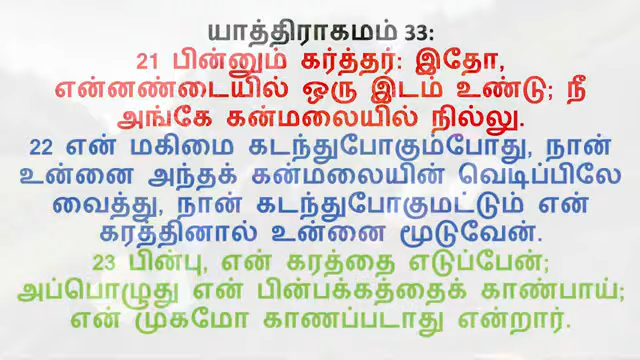 யாத்திராகமம் 33:
21 பின்னும் கர்த்தர்: இதோ,
என்னண்டையில் ஒரு இடம் உண்டு; நீ
அங்கே கன்மலையில் நில்லு.
22 என் மகிமை கடந்துபோகும்போது, நான்
உன்னை அந்தக் கன்மலையின் வெடிப்பிலே
வைத்து, நான் கடந்துபோகுமட்டும் என்
கரத்தினால் உன்னை மூடுவேன்.
23 பின்பு, என் கரத்தை எடுப்பேன்;
அப்பொழுது என் பின்பக்கத்தைக் காண்பாய்;
என் முகமோ காணப்படாது என்றார்.